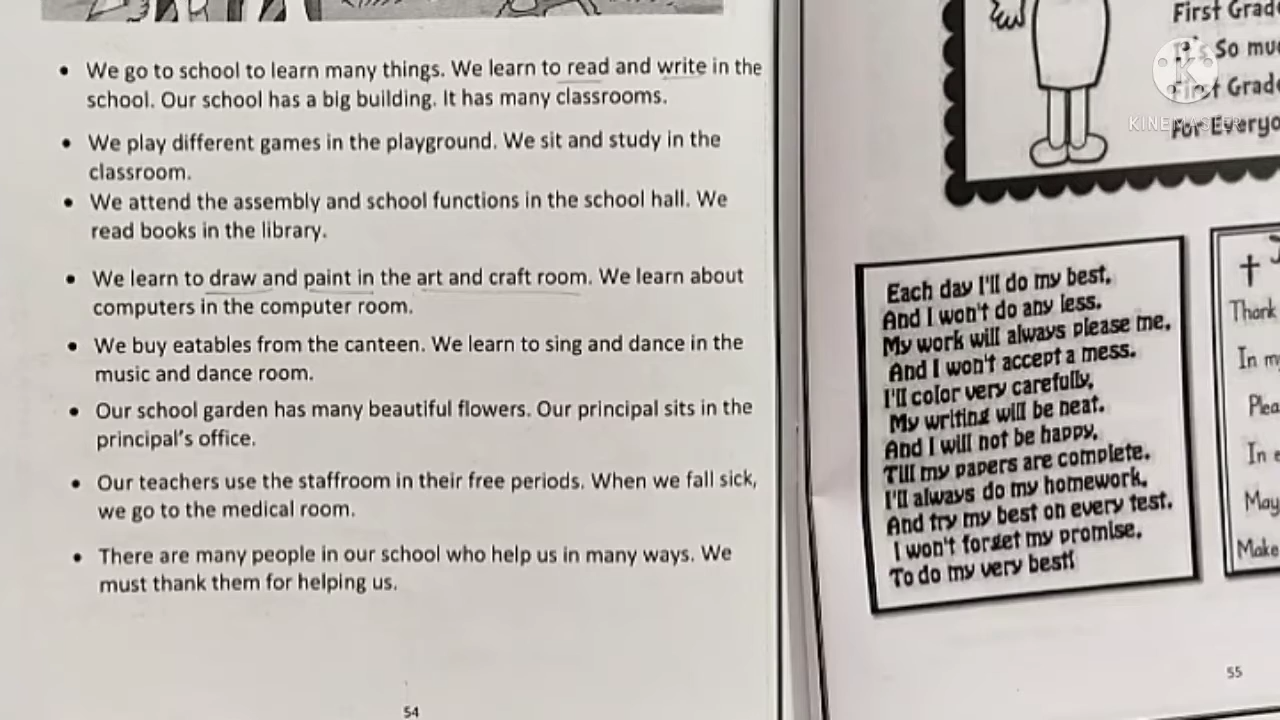 • We go to school to learn many things. We learn to read and write in the
school. Our school has a big building. It has many classrooms.
• We play different games in the playground. We sit and study in the
classroom.
• We attend the assembly and school functions in the school hall. We
read books in the library.
• We learn to draw and paint in the art and craft room. We learn about
computers in the computer room.
• We buy eatables from the canteen. We learn to sing and dance in the
music and dance room.
• Our school garden has many beautiful flowers. Our principal sits in the
principal's office.
• Our teachers use the staffroom in their free periods. When we fall sick,
we go to the medical room.
• There are many people in our school who help us in many ways. We
must thank them for helping us.
54
First Grad
So mu
First Grad
For Everyo
KINEMASTER
Each day I'll do my best,
And I won't do any less.
My work will always please me,
And I won't accept a mess.
I'll color very carefully,
My writing will be neat.
And I will not be happy,
Till my papers are complete.
I'll always do my homework,
And try my best on every test.
I won't forget my promise,
To do my very best!
Thank
In m
Plea
In e
May
Make
55